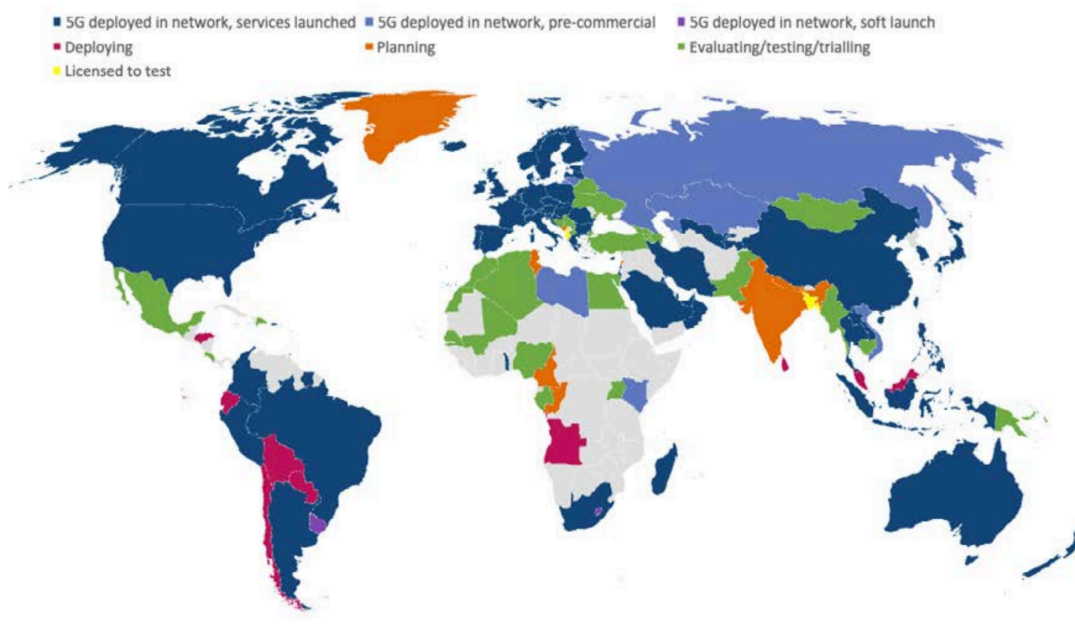 5G deployed in network, services launched 5G deployed in network, pre-commercial 5G deployed in network, soft launch
Deploying Planning Evaluating/testing/trialling
Licensed to test